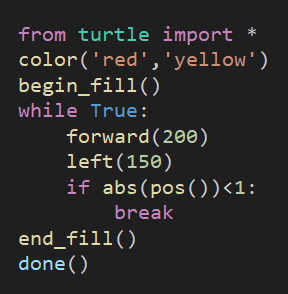 from turtle import *
color('red','yellow')
begin_fill()
while True:
    forward(200)
    left(150)
    if abs(pos())<1:
        break
end_fill()
done()